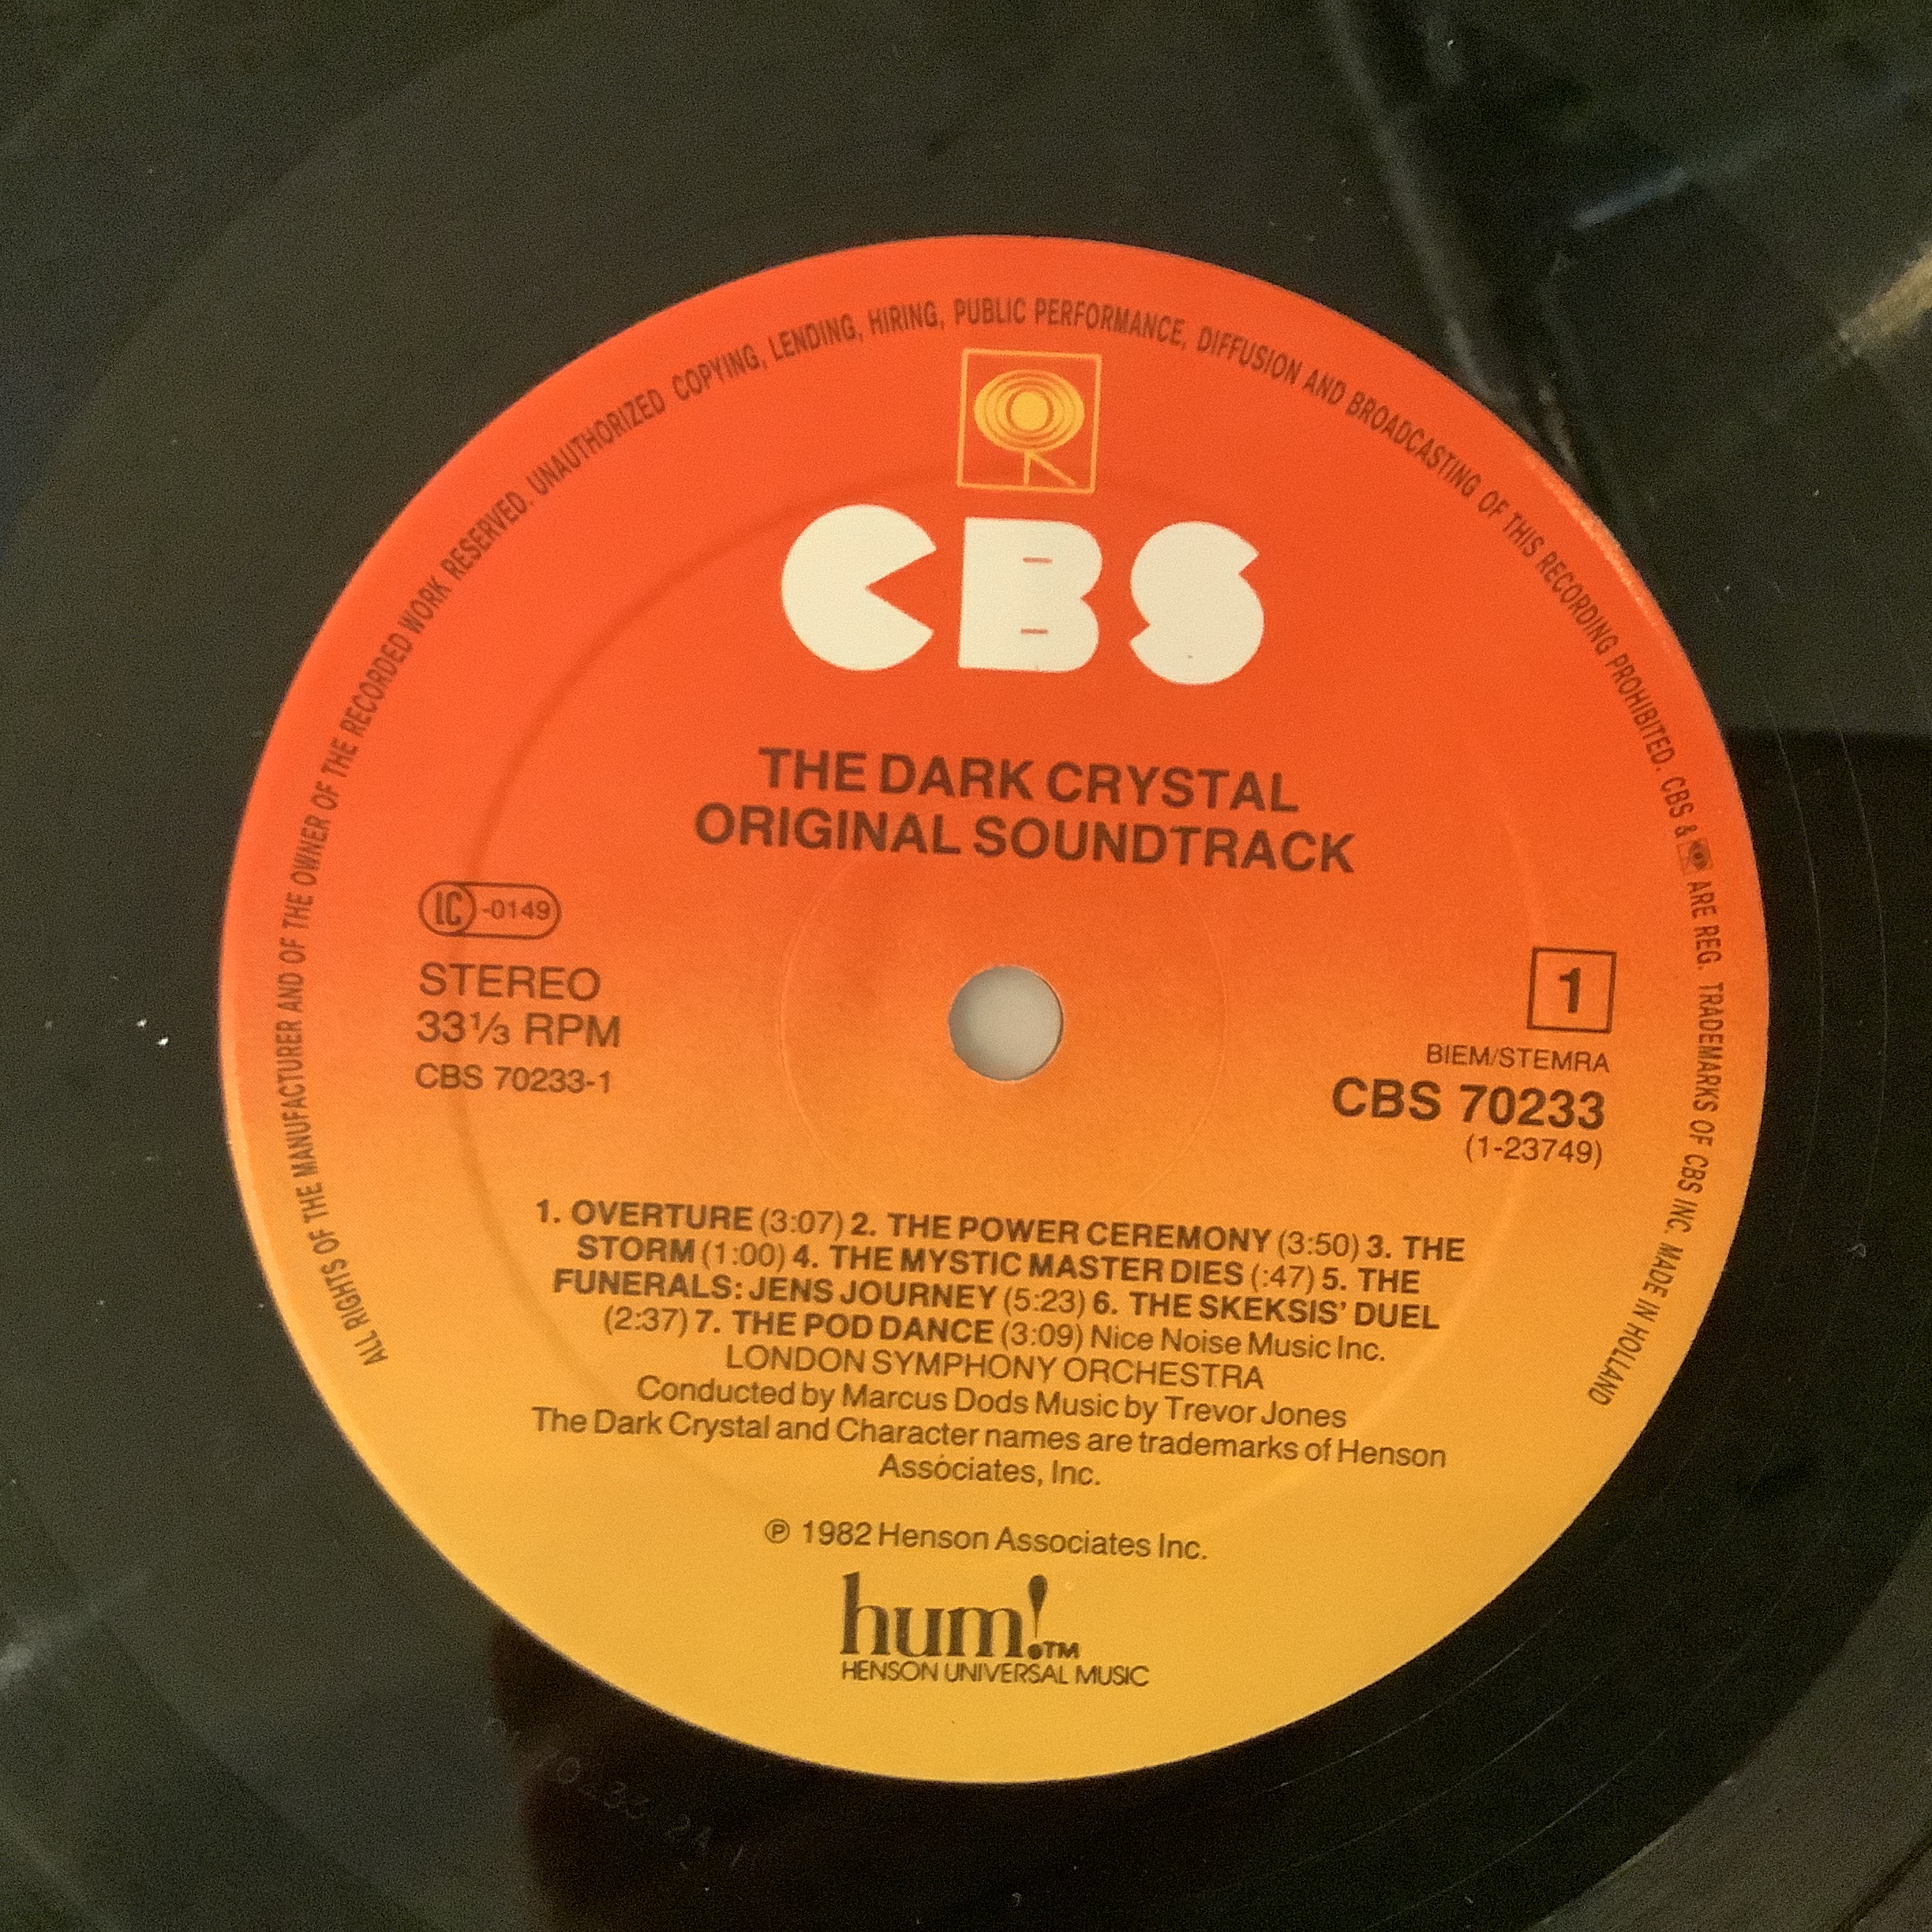 ALL RIGHTS OF THE MANUFACTURER AND OF THE OWNER OF THE RECORDED WORK RESERVED. UNAUTHORIZED COPYING, LENDING, HIRING, PUBLIC PERFORMANCE, DIFFUSION AND BROADCASTING OF THIS RECORDING PROHIBITED. CBS & ARE REG. TRADEMARKS OF CBS INC. MADE IN HOLLAND
CBS
THE DARK CRYSTAL
ORIGINAL SOUNDTRACK
IC -0149
STEREO
33⅓ RPM
CBS 70233-1
1
BIEM/STEMRA
CBS 70233
(1-23749)
1. OVERTURE (3:07) 2. THE POWER CEREMONY (3:50) 3. THE
STORM (1:00) 4. THE MYSTIC MASTER DIES (:47) 5. THE
FUNERALS: JENS JOURNEY (5:23) 6. THE SKEKSIS' DUEL
(2:37) 7. THE POD DANCE (3:09) Nice Noise Music Inc.
LONDON SYMPHONY ORCHESTRA
Conducted by Marcus Dods Music by Trevor Jones
The Dark Crystal and Character names are trademarks of Henson
Associates, Inc.
℗ 1982 Henson Associates Inc.
hum!™
HENSON UNIVERSAL MUSIC